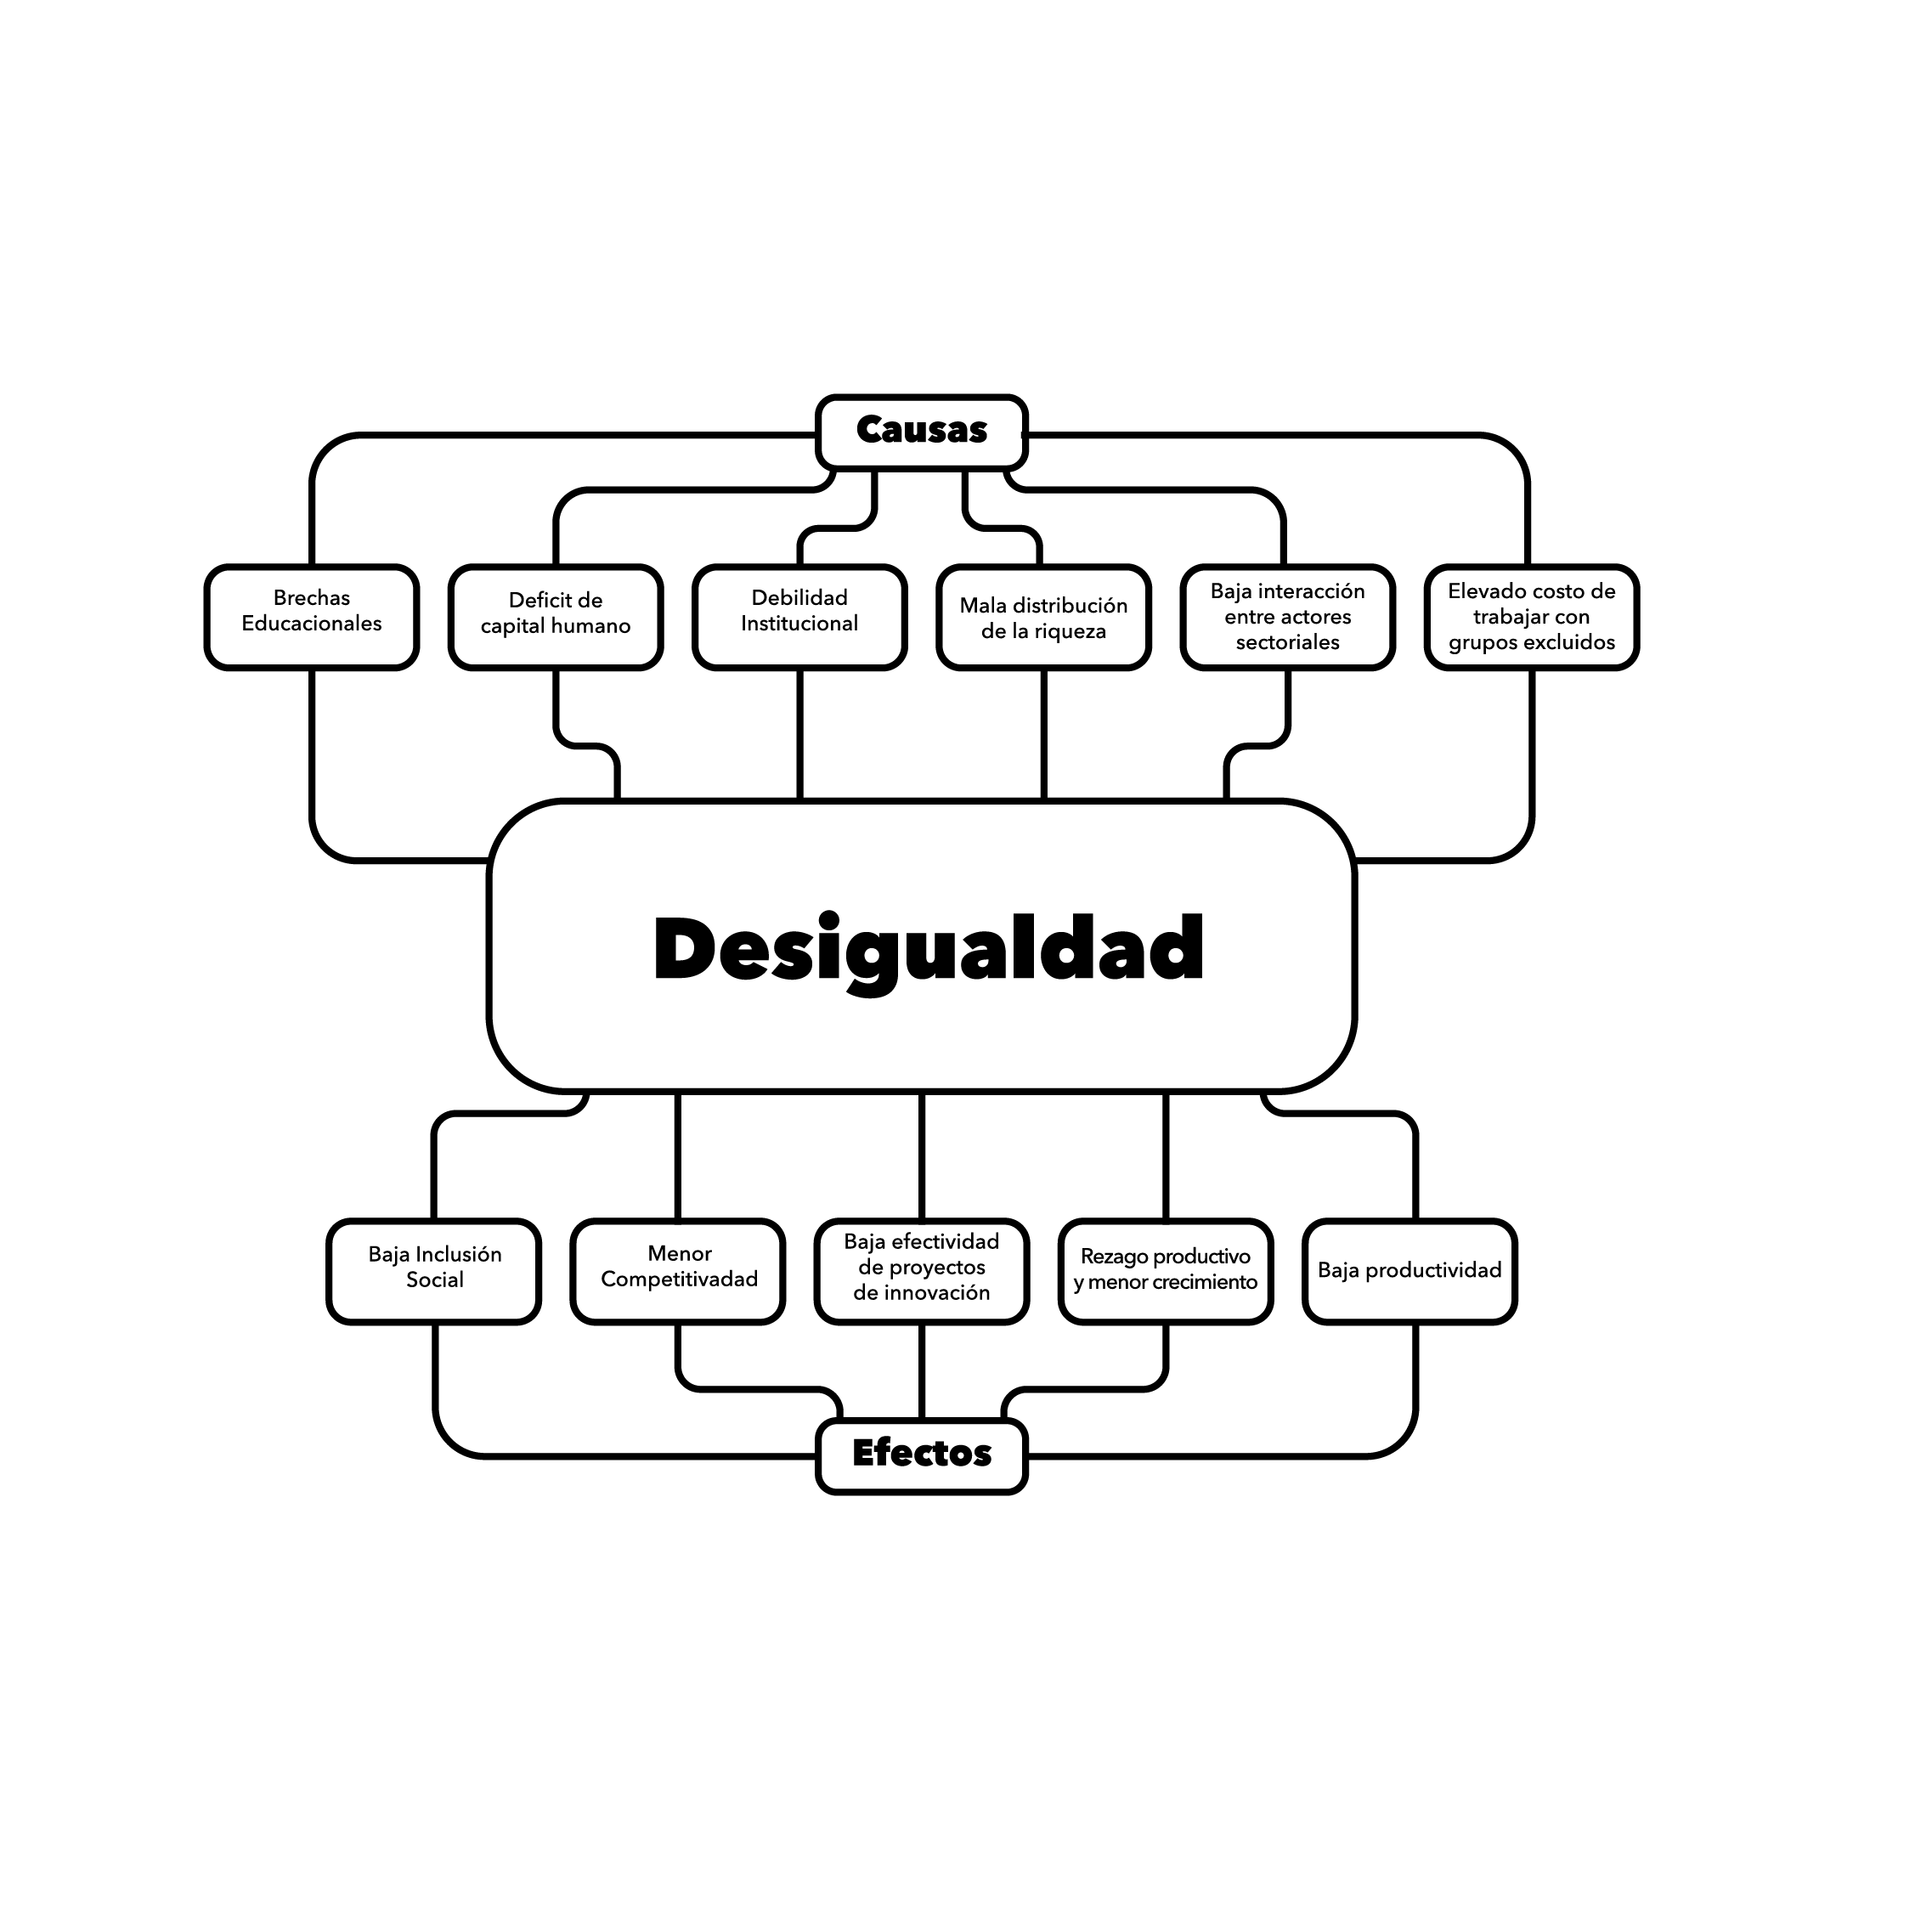 Causas
Brechas
Educacionales
Deficit de
capital humano
Debilidad
Institucional
Mala distribución
de la riqueza
Baja interacción
entre actores
sectoriales
Elevado costo de
trabajar con
grupos excluidos
Desigualdad
Baja Inclusión
Social
Menor
Competitivadad
Baja efectividad
de proyectos
de innovación
Rezago productivo
y menor crecimiento
Baja productividad
Efectos